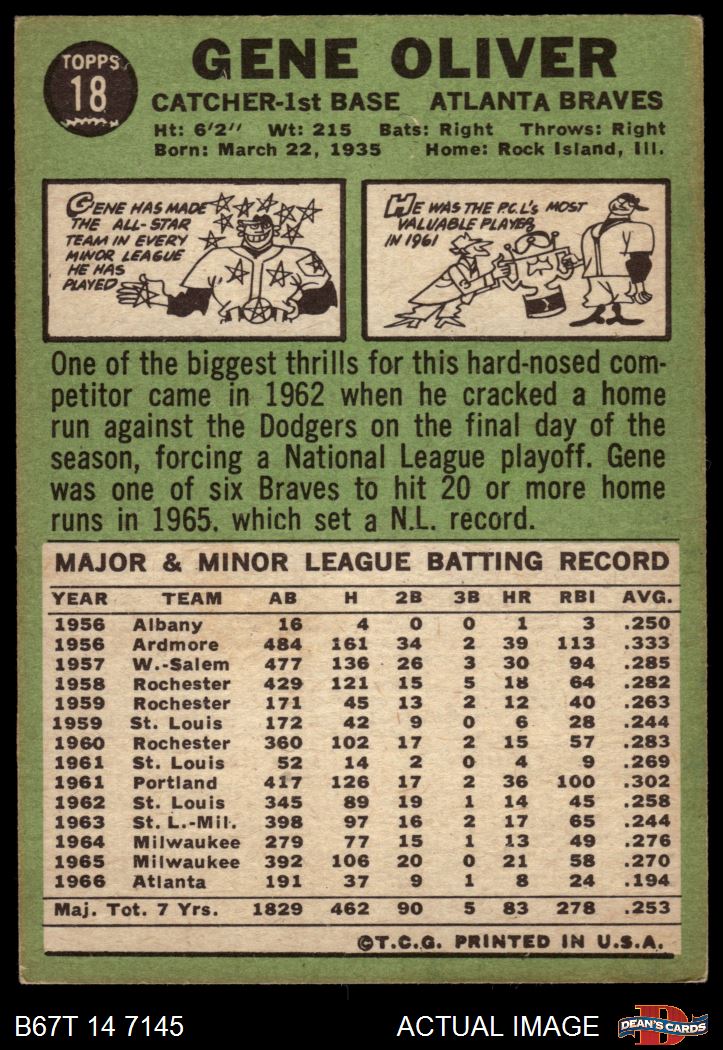 TOPPS
18
GENE OLIVER
CATCHER-1st BASE ATLANTA BRAVES
Ht: 6'2" Wt: 215 Bats: Right Throws: Right
Born: March 22, 1935 Home: Rock Island, Ill.
GENE HAS MADE
THE ALL-STAR
TEAM IN EVERY
MINOR LEAGUE
HE HAS
PLAYED
HE WAS THE P.C.L.'S MOST
VALUABLE PLAYER
IN 1961
One of the biggest thrills for this hard-nosed com-
petitor came in 1962 when he cracked a home
run against the Dodgers on the final day of the
season, forcing a National League playoff. Gene
was one of six Braves to hit 20 or more home
runs in 1965, which set a N.L. record.
MAJOR & MINOR LEAGUE BATTING RECORD
YEAR TEAM AB H 2B 3B HR RBI AVG.
1956 Albany 16 4 0 0 1 3 .250
1956 Ardmore 484 161 34 2 39 113 .333
1957 W.-Salem 477 136 26 3 30 94 .285
1958 Rochester 429 121 15 5 18 64 .282
1959 Rochester 171 45 13 2 12 40 .263
1959 St. Louis 172 42 9 0 6 28 .244
1960 Rochester 360 102 17 2 15 57 .283
1961 St. Louis 52 14 2 0 4 9 .269
1961 Portland 417 126 17 2 36 100 .302
1962 St. Louis 345 89 19 1 14 45 .258
1963 St. L.-Mil. 398 97 16 2 17 65 .244
1964 Milwaukee 279 77 15 1 13 49 .276
1965 Milwaukee 392 106 20 0 21 58 .270
1966 Atlanta 191 37 9 1 8 24 .194
Maj. Tot. 7 Yrs. 1829 462 90 5 83 278 .253
©T.C.G. PRINTED IN U.S.A.
B67T 14 7145 ACTUAL IMAGE
D
DEAN'S CARDS